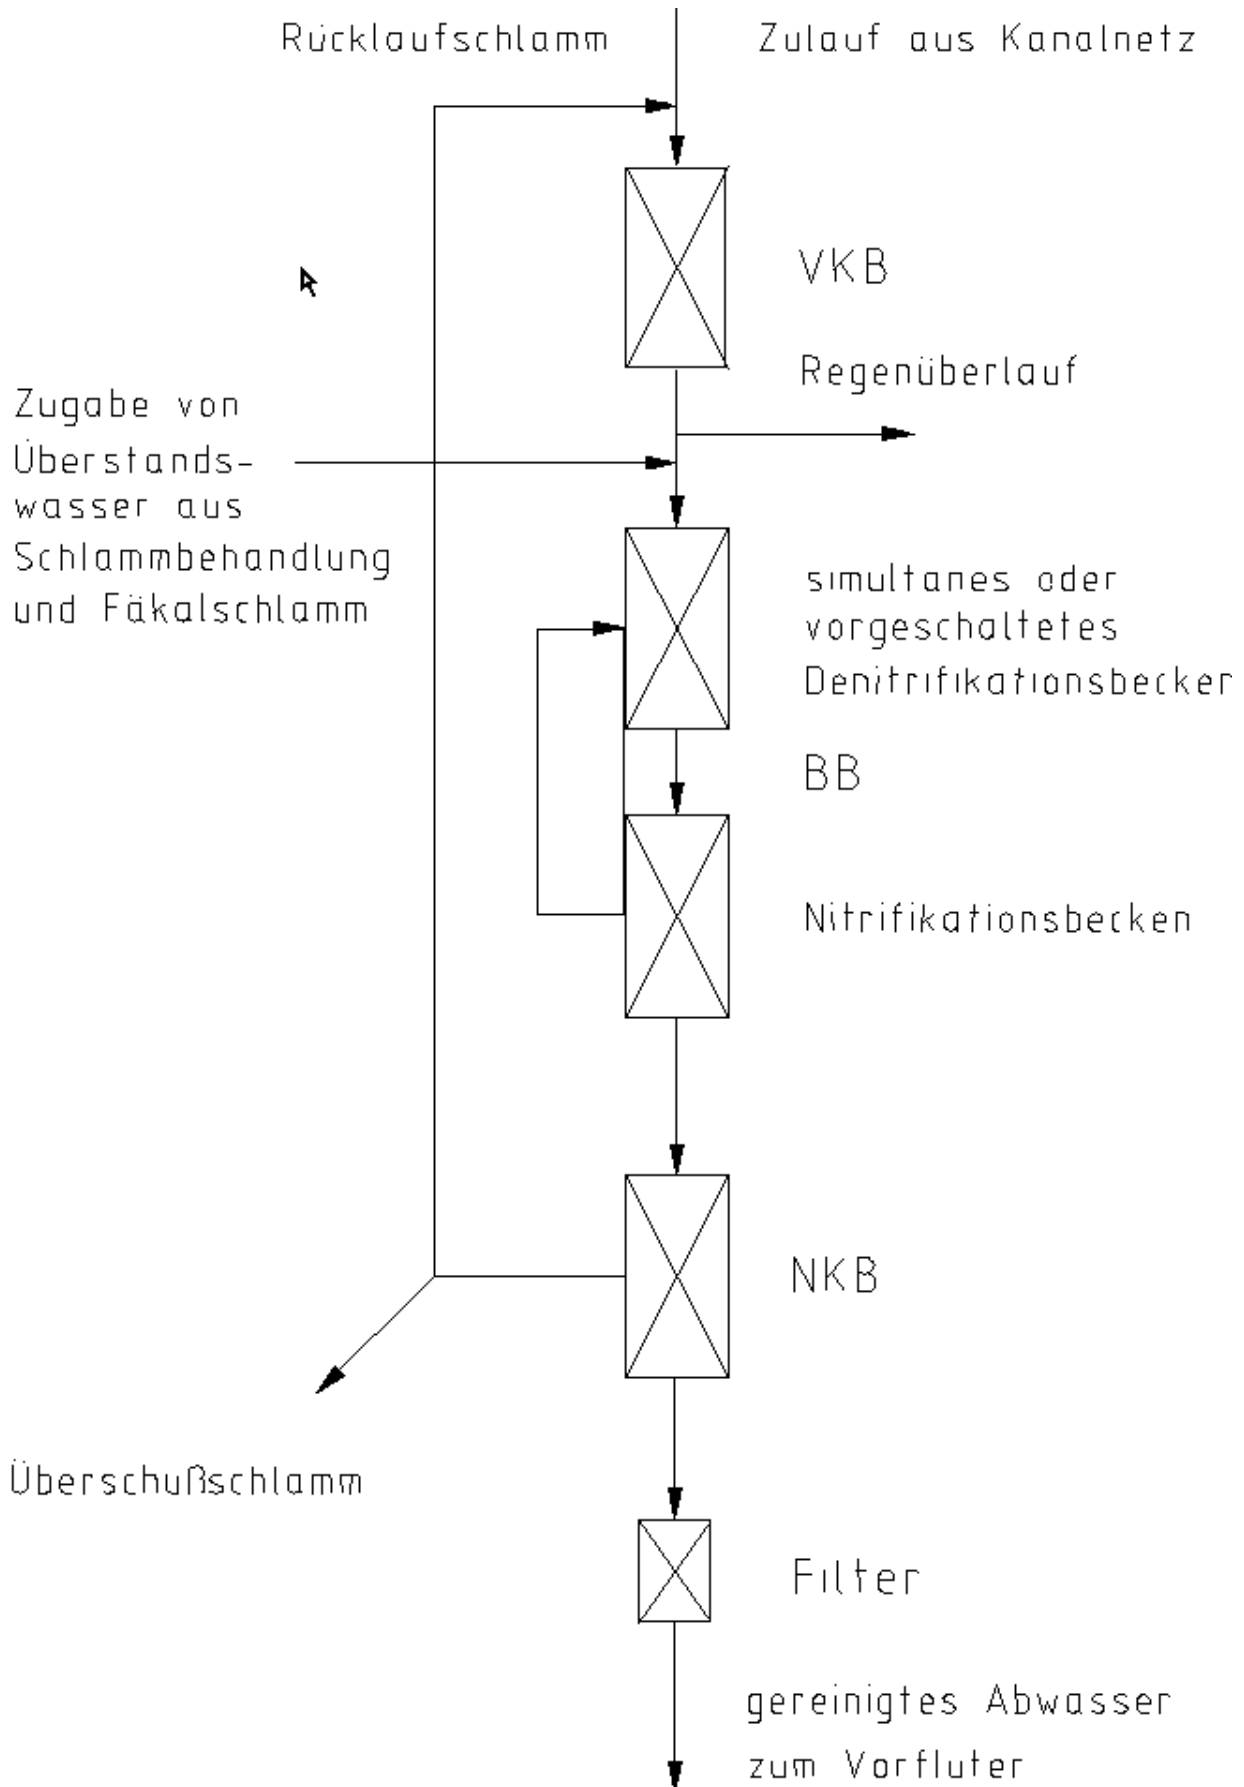 Rücklaufschlamm
Zulauf aus Kanalnetz
VKB
Regenüberlauf
Zugabe von
Überstands-
wasser aus
Schlammbehandlung
und Fäkalschlamm
simultanes oder
vorgeschaltetes
Denitrifikationsbecken
BB
Nitrifikationsbecken
NKB
Überschußschlamm
Filter
gereinigtes Abwasser
zum Vorfluter